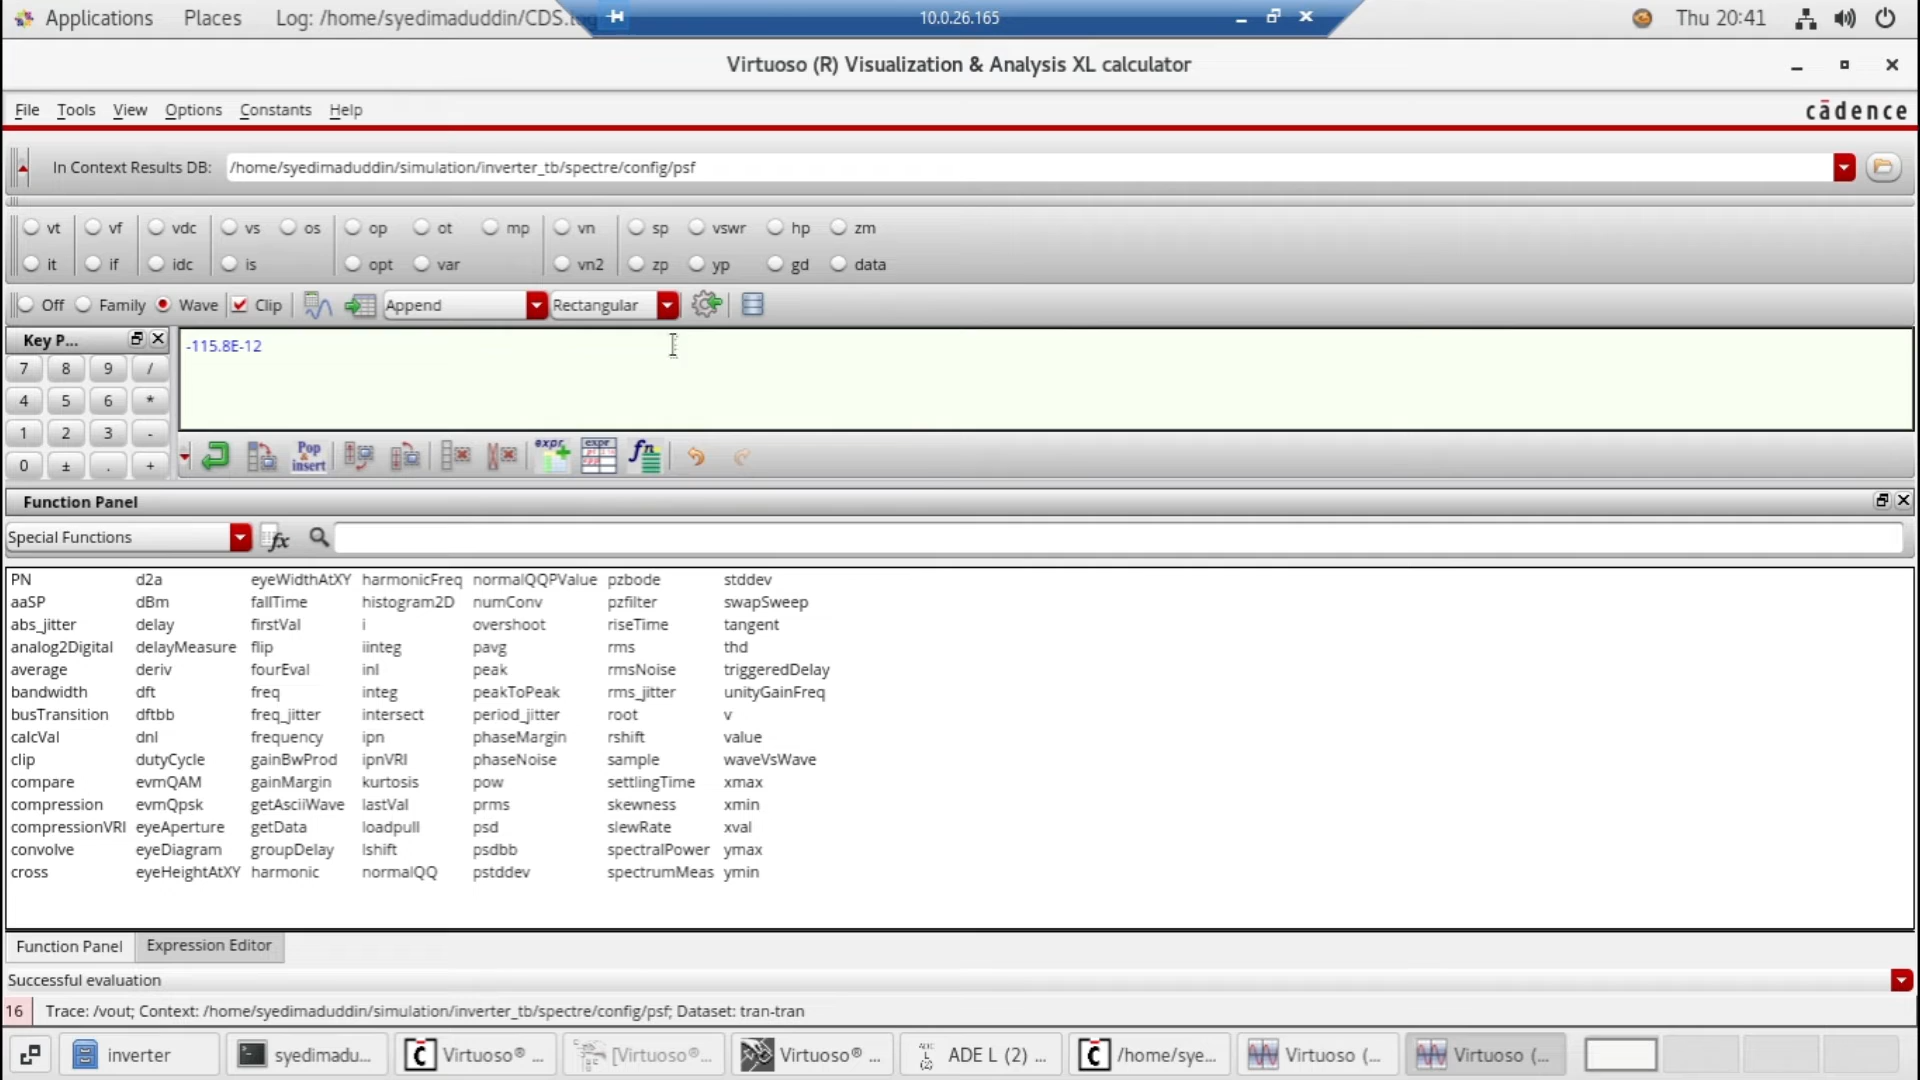 Applications Places Log: /home/syedimaduddin/CDS.log 10.0.26.165 Thu 20:41
Virtuoso (R) Visualization & Analysis XL calculator
File Tools View Options Constants Help cādence
In Context Results DB: /home/syedimaduddin/simulation/inverter_tb/spectre/config/psf
vt vf vdc vs os op ot mp vn sp vswr hp zm
it if idc is opt var vn2 zp yp gd data
Off Family Wave Clip Append Rectangular
Key P...
-115.8E-12
7 8 9 /
4 5 6 *
1 2 3 -
0 ± . +
Pop insert expr expr fn
Function Panel
Special Functions fx
PN d2a eyeWidthAtXY harmonicFreq normalQQPValue pzbode stddev
aaSP dBm fallTime histogram2D numConv pzfilter swapSweep
abs_jitter delay firstVal i overshoot riseTime tangent
analog2Digital delayMeasure flip iinteg pavg rms thd
average deriv fourEval inl peak rmsNoise triggeredDelay
bandwidth dft freq integ peakToPeak rms_jitter unityGainFreq
busTransition dftbb freq_jitter intersect period_jitter root v
calcVal dnl frequency ipn phaseMargin rshift value
clip dutyCycle gainBwProd ipnVRI phaseNoise sample waveVsWave
compare evmQAM gainMargin kurtosis pow settlingTime xmax
compression evmQpsk getAsciiWave lastVal prms skewness xmin
compressionVRI eyeAperture getData loadpull psd slewRate xval
convolve eyeDiagram groupDelay lshift psdbb spectralPower ymax
cross eyeHeightAtXY harmonic normalQQ pstddev spectrumMeas ymin
Function Panel Expression Editor
Successful evaluation
16 Trace: /vout; Context: /home/syedimaduddin/simulation/inverter_tb/spectre/config/psf; Dataset: tran-tran
inverter syedimadu... Virtuoso® ... [Virtuoso®... Virtuoso® ... ADE L (2) ... /home/sye... Virtuoso (... Virtuoso (...